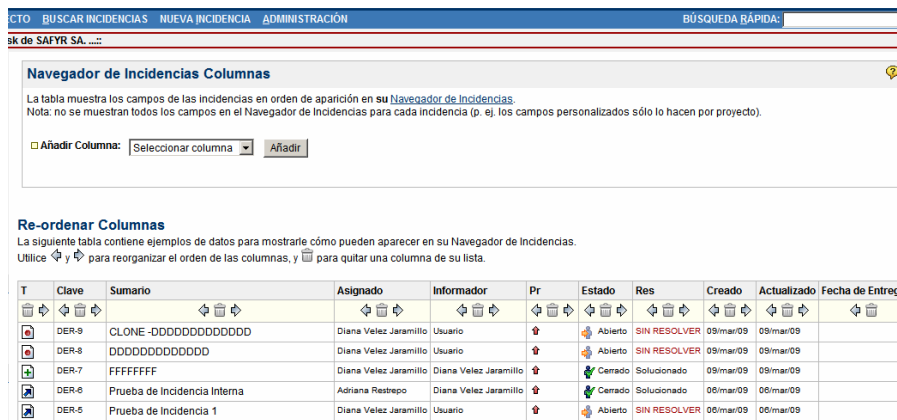 ECTO BUSCAR INCIDENCIAS NUEVA INCIDENCIA ADMINISTRACIÓN BÚSQUEDA RÁPIDA:
sk de SAFYR SA. ...::
Navegador de Incidencias Columnas
La tabla muestra los campos de las incidencias en orden de aparición en su Navegador de Incidencias.
Nota: no se muestran todos los campos en el Navegador de Incidencias para cada incidencia (p. ej. los campos personalizados sólo lo hacen por proyecto).
Añadir Columna: Seleccionar columna Añadir
Re-ordenar Columnas
La siguiente tabla contiene ejemplos de datos para mostrarle cómo pueden aparecer en su Navegador de Incidencias.
Utilice y para reorganizar el orden de las columnas, y para quitar una columna de su lista.
T Clave Sumario Asignado Informador Pr Estado Res Creado Actualizado Fecha de Entreg
DER-9 CLONE -DDDDDDDDDDDDD Diana Velez Jaramillo Usuario Abierto SIN RESOLVER 09/mar/09 09/mar/09
DER-8 DDDDDDDDDDDDD Diana Velez Jaramillo Usuario Abierto SIN RESOLVER 09/mar/09 09/mar/09
DER-7 FFFFFFFF Diana Velez Jaramillo Diana Velez Jaramillo Cerrado Solucionado 09/mar/09 09/mar/09
DER-6 Prueba de Incidencia Interna Adriana Restrepo Diana Velez Jaramillo Cerrado Solucionado 06/mar/09 06/mar/09
DER-5 Prueba de Incidencia 1 Diana Velez Jaramillo Usuario Abierto SIN RESOLVER 06/mar/09 06/mar/09